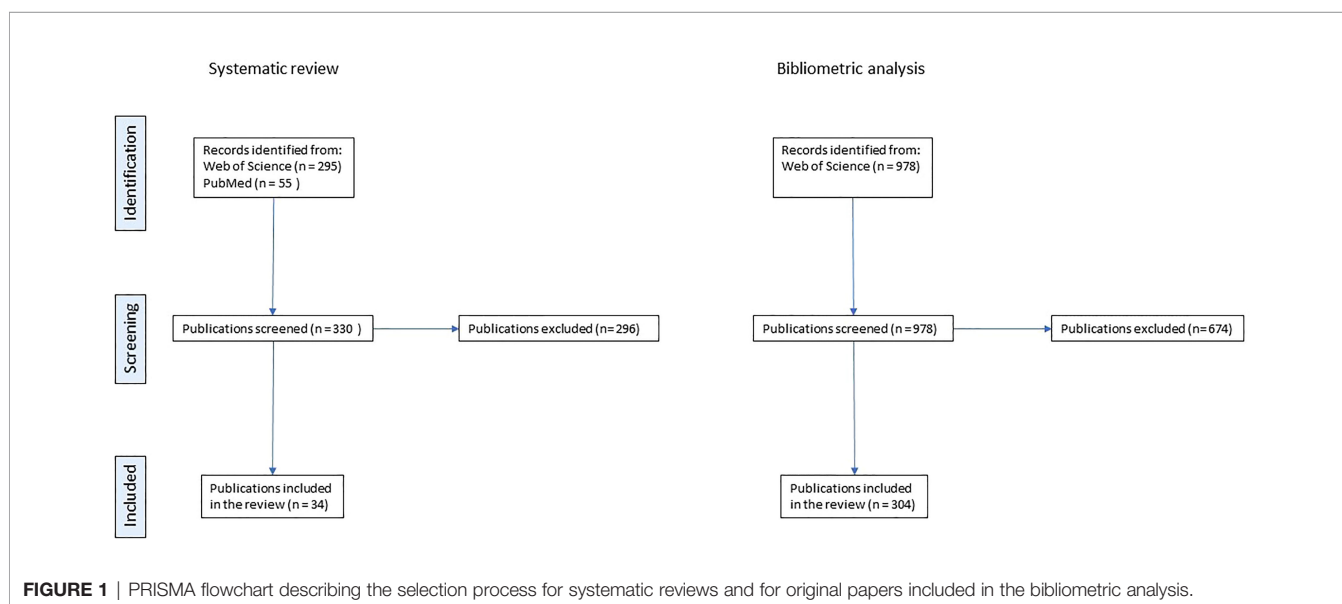 Systematic review
Bibliometric analysis
Identification
Records identified from:
Web of Science (n = 295)
PubMed (n = 55 )
Records identified from:
Web of Science (n = 978)
Screening
Publications screened (n = 330 )
Publications excluded (n= 296)
Publications screened (n = 978)
Publications excluded (n= 674)
Included
Publications included
in the review (n = 34)
Publications included
in the review (n = 304)
FIGURE 1 | PRISMA flowchart describing the selection process for systematic reviews and for original papers included in the bibliometric analysis.